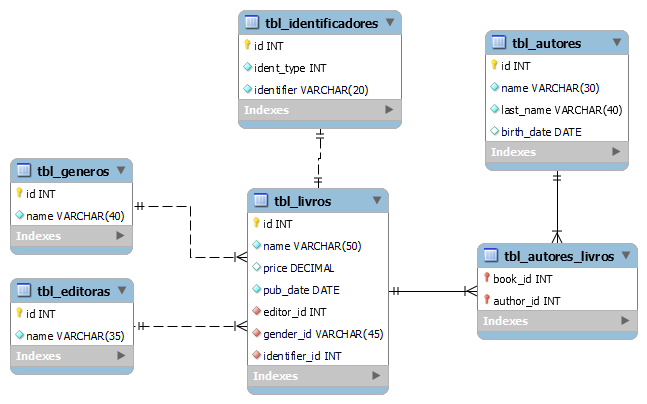 tbl_identificadores
id INT
ident_type INT
identifier VARCHAR(20)
Indexes
tbl_autores
id INT
name VARCHAR(30)
last_name VARCHAR(40)
birth_date DATE
Indexes
tbl_generos
id INT
name VARCHAR(40)
Indexes
tbl_livros
id INT
name VARCHAR(50)
price DECIMAL
pub_date DATE
editor_id INT
gender_id VARCHAR(45)
identifier_id INT
Indexes
tbl_autores_livros
book_id INT
author_id INT
Indexes
tbl_editoras
id INT
name VARCHAR(35)
Indexes